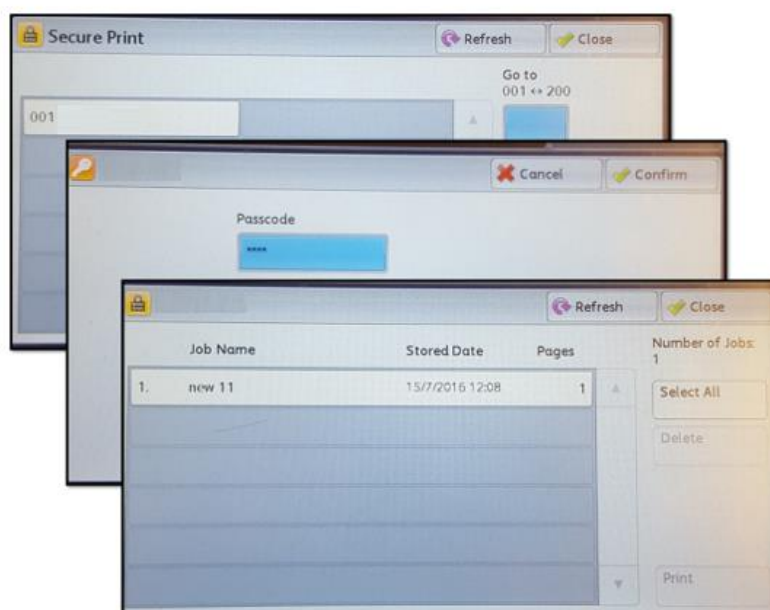 Secure Print
Refresh
Close
Go to
001 ↔ 200
001
Cancel
Confirm
Passcode
****
Refresh
Close
Job Name
Stored Date
Pages
Number of Jobs:
1
1. new 11 15/7/2016 12:08 1
Select All
Delete
Print